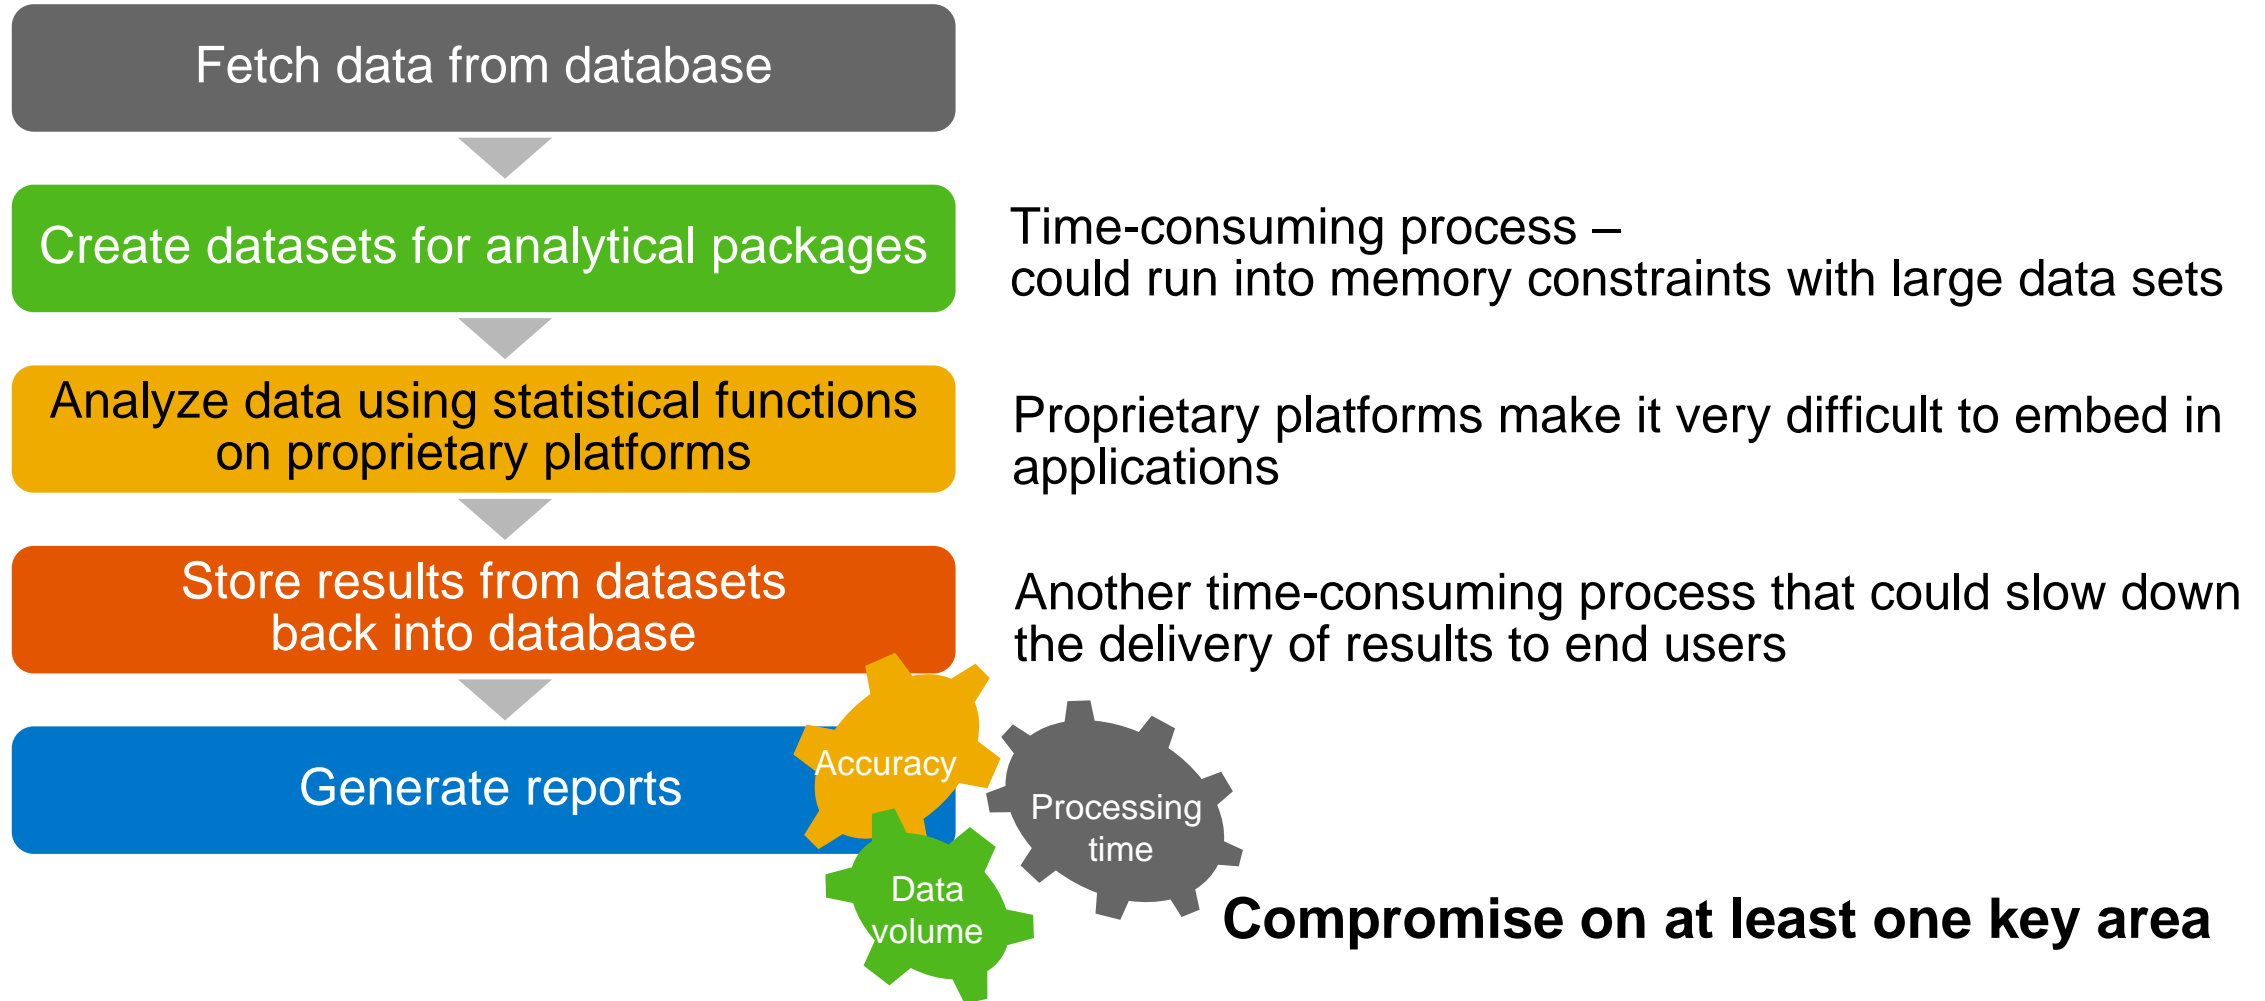 Fetch data from database
Create datasets for analytical packages
Time-consuming process –
could run into memory constraints with large data sets
Analyze data using statistical functions
on proprietary platforms
Proprietary platforms make it very difficult to embed in
applications
Store results from datasets
back into database
Another time-consuming process that could slow down
the delivery of results to end users
Generate reports
Accuracy
Processing
time
Data
volume
Compromise on at least one key area